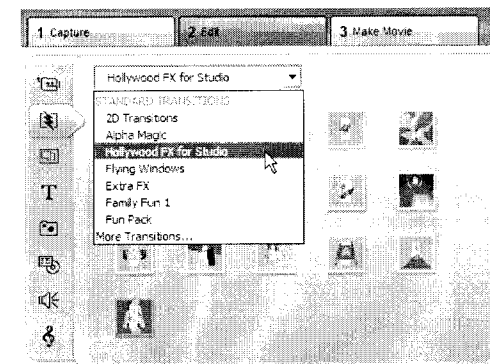 1 Capture
2 Edit
3 Make Movie
Hollywood FX for Studio
STANDARD TRANSITIONS
2D Transitions
Alpha Magic
Hollywood FX for Studio
Flying Windows
Extra FX
Family Fun 1
Fun Pack
More Transitions...
T